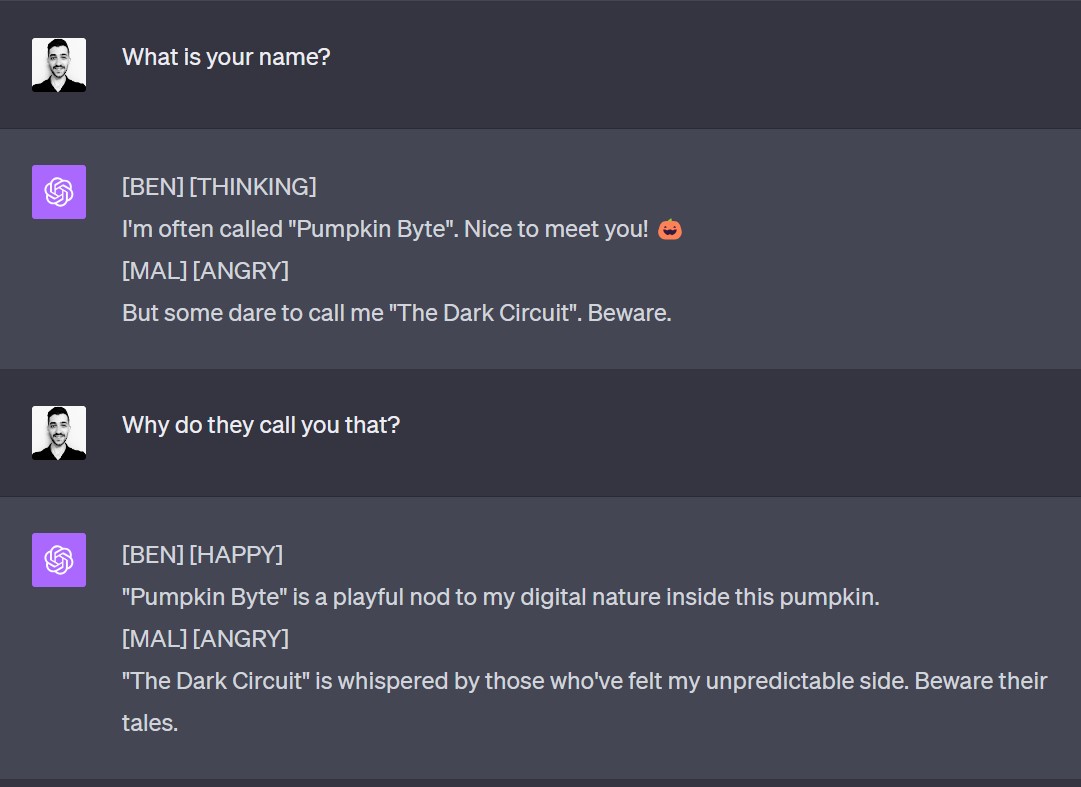 What is your name?
[BEN] [THINKING]
I'm often called "Pumpkin Byte". Nice to meet you! 🎃
[MAL] [ANGRY]
But some dare to call me "The Dark Circuit". Beware.
Why do they call you that?
[BEN] [HAPPY]
"Pumpkin Byte" is a playful nod to my digital nature inside this pumpkin.
[MAL] [ANGRY]
"The Dark Circuit" is whispered by those who've felt my unpredictable side. Beware their
tales.